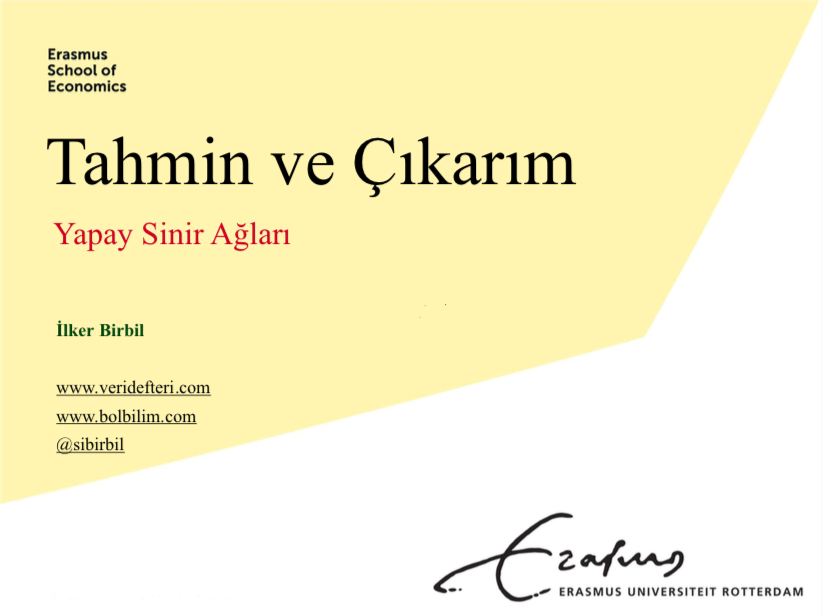 Erasmus
School of
Economics
Tahmin ve Çıkarım
Yapay Sinir Ağları
İlker Birbil
www.veridefteri.com
www.bolbilim.com
@sibirbil
Erasmus
ERASMUS UNIVERSITEIT ROTTERDAM